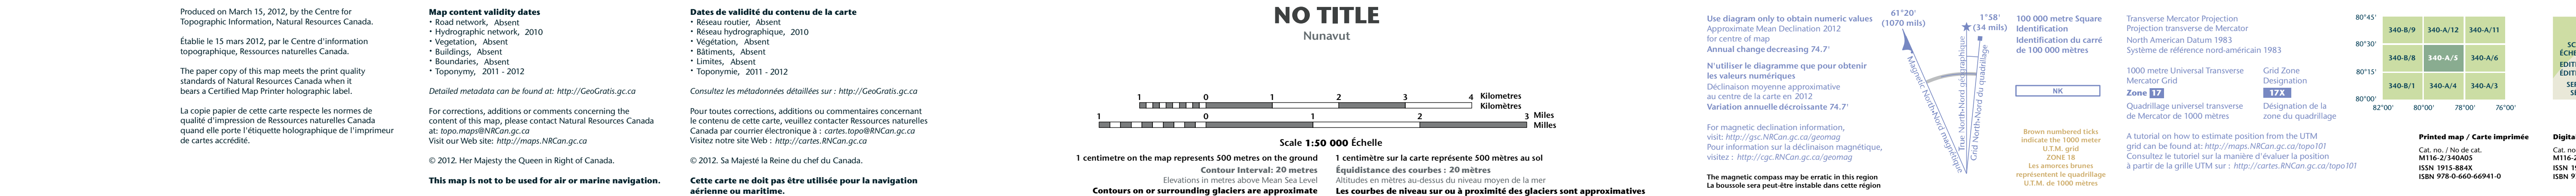 Produced on March 15, 2012, by the Centre for
Topographic Information, Natural Resources Canada.
Établie le 15 mars 2012, par le Centre d'information
topographique, Ressources naturelles Canada.
The paper copy of this map meets the print quality
standards of Natural Resources Canada when it
bears a Certified Map Printer holographic label.
La copie papier de cette carte respecte les normes de
qualité d'impression de Ressources naturelles Canada
quand elle porte l'étiquette holographique de l'imprimeur
de cartes accrédité.
Map content validity dates
• Road network, Absent
• Hydrographic network, 2010
• Vegetation, Absent
• Buildings, Absent
• Boundaries, Absent
• Toponymy, 2011 - 2012
Detailed metadata can be found at: http://GeoGratis.gc.ca
For corrections, additions or comments concerning the
content of this map, please contact Natural Resources Canada
at: topo.maps@NRCan.gc.ca
Visit our Web site: http://maps.NRCan.gc.ca
© 2012. Her Majesty the Queen in Right of Canada.
This map is not to be used for air or marine navigation.
Dates de validité du contenu de la carte
• Réseau routier, Absent
• Réseau hydrographique, 2010
• Végétation, Absent
• Bâtiments, Absent
• Limites, Absent
• Toponymie, 2011 - 2012
Consultez les métadonnées détaillées sur : http://GeoGratis.gc.ca
Pour toutes corrections, additions ou commentaires concernant
le contenu de cette carte, veuillez contacter Ressources naturelles
Canada par courrier électronique à : cartes.topo@RNCan.gc.ca
Visitez notre site Web : http://cartes.RNCan.gc.ca
© 2012. Sa Majesté la Reine du chef du Canada.
Cette carte ne doit pas être utilisée pour la navigation
aérienne ou maritime.
NO TITLE
Nunavut
1 0 1 2 3 4 Kilometres
Kilomètres
1 0 1 2 3 Miles
Milles
Scale 1:50 000 Échelle
1 centimetre on the map represents 500 metres on the ground
Contour Interval: 20 metres
Elevations in metres above Mean Sea Level
Contours on or surrounding glaciers are approximate
1 centimètre sur la carte représente 500 mètres au sol
Équidistance des courbes : 20 mètres
Altitudes en mètres au-dessus du niveau moyen de la mer
Les courbes de niveau sur ou à proximité des glaciers sont approximatives
Use diagram only to obtain numeric values
Approximate Mean Declination 2012
for centre of map
Annual change decreasing 74.7'
N'utiliser le diagramme que pour obtenir
les valeurs numériques
Déclinaison moyenne approximative
au centre de la carte en 2012
Variation annuelle décroissante 74.7'
For magnetic declination information,
visit: http://gsc.NRCan.gc.ca/geomag
Pour information sur la déclinaison magnétique,
visitez : http://cgc.RNCan.gc.ca/geomag
The magnetic compass may be erratic in this region
La boussole sera peut-être instable dans cette région
61°20'
(1070 mils)
1°58'
(34 mils)
Magnetic North•Nord magnétique
True North•Nord géographique
Grid North•Nord du quadrillage
100 000 metre Square
Identification
Identification du carré
de 100 000 mètres
NK
Brown numbered ticks
indicate the 1000 meter
U.T.M. grid
ZONE 18
Les amorces brunes
représentent le quadrillage
U.T.M. de 1000 mètres
Transverse Mercator Projection
Projection transverse de Mercator
North American Datum 1983
Système de référence nord-américain 1983
1000 metre Universal Transverse
Mercator Grid
Zone 17
Quadrillage universel transverse
de Mercator de 1000 mètres
Grid Zone
Designation
17X
Désignation de la
zone du quadrillage
A tutorial on how to estimate position from the UTM
grid can be found at: http://maps.NRCan.gc.ca/topo101
Consultez le tutoriel sur la manière d'évaluer la position
à partir de la grille UTM sur : http://cartes.RNCan.gc.ca/topo101
80°45'
340-B/9 340-A/12 340-A/11
80°30'
340-B/8 340-A/5 340-A/6
80°15'
340-B/1 340-A/4 340-A/3
80°00'
82°00' 80°00' 78°00' 76°00'
Printed map / Carte imprimée
Cat. no. / No de cat.
M116-2/340A05
ISSN 1915-884X
ISBN 978-0-660-66941-0